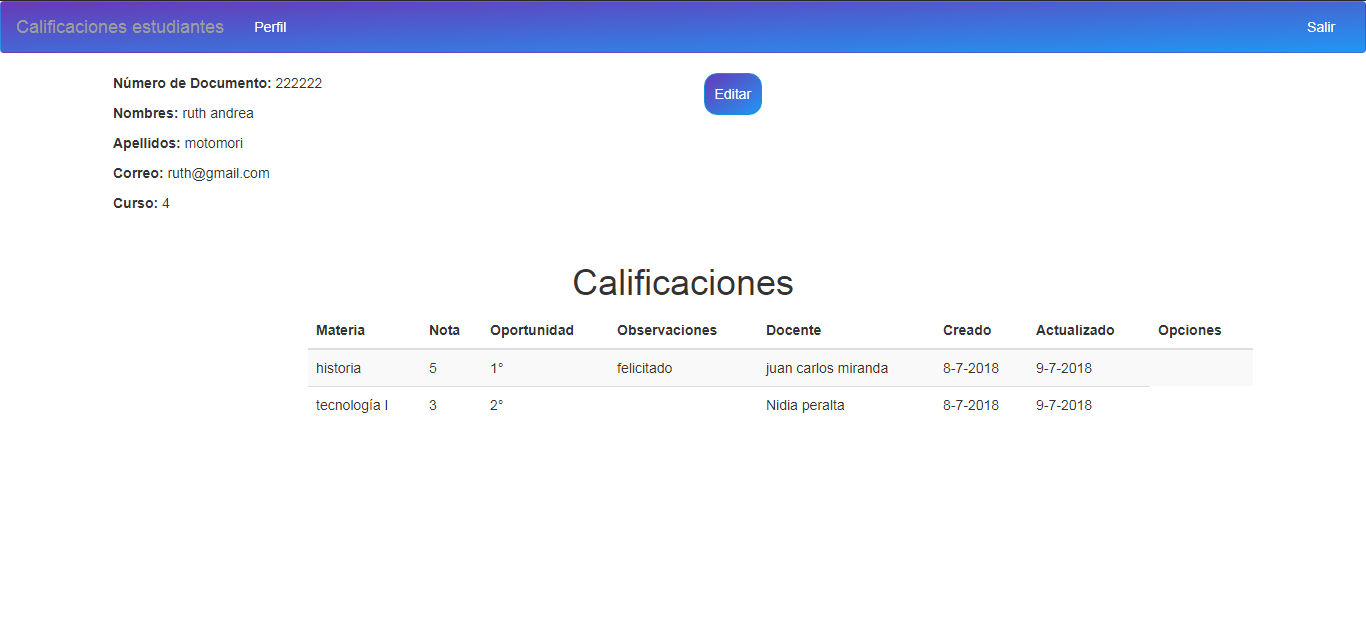 Calificaciones estudiantes Perfil Salir
Número de Documento: 222222
Editar
Nombres: ruth andrea
Apellidos: motomori
Correo: ruth@gmail.com
Curso: 4
Calificaciones
Materia Nota Oportunidad Observaciones Docente Creado Actualizado Opciones
historia 5 1° felicitado juan carlos miranda 8-7-2018 9-7-2018
tecnología I 3 2° Nidia peralta 8-7-2018 9-7-2018